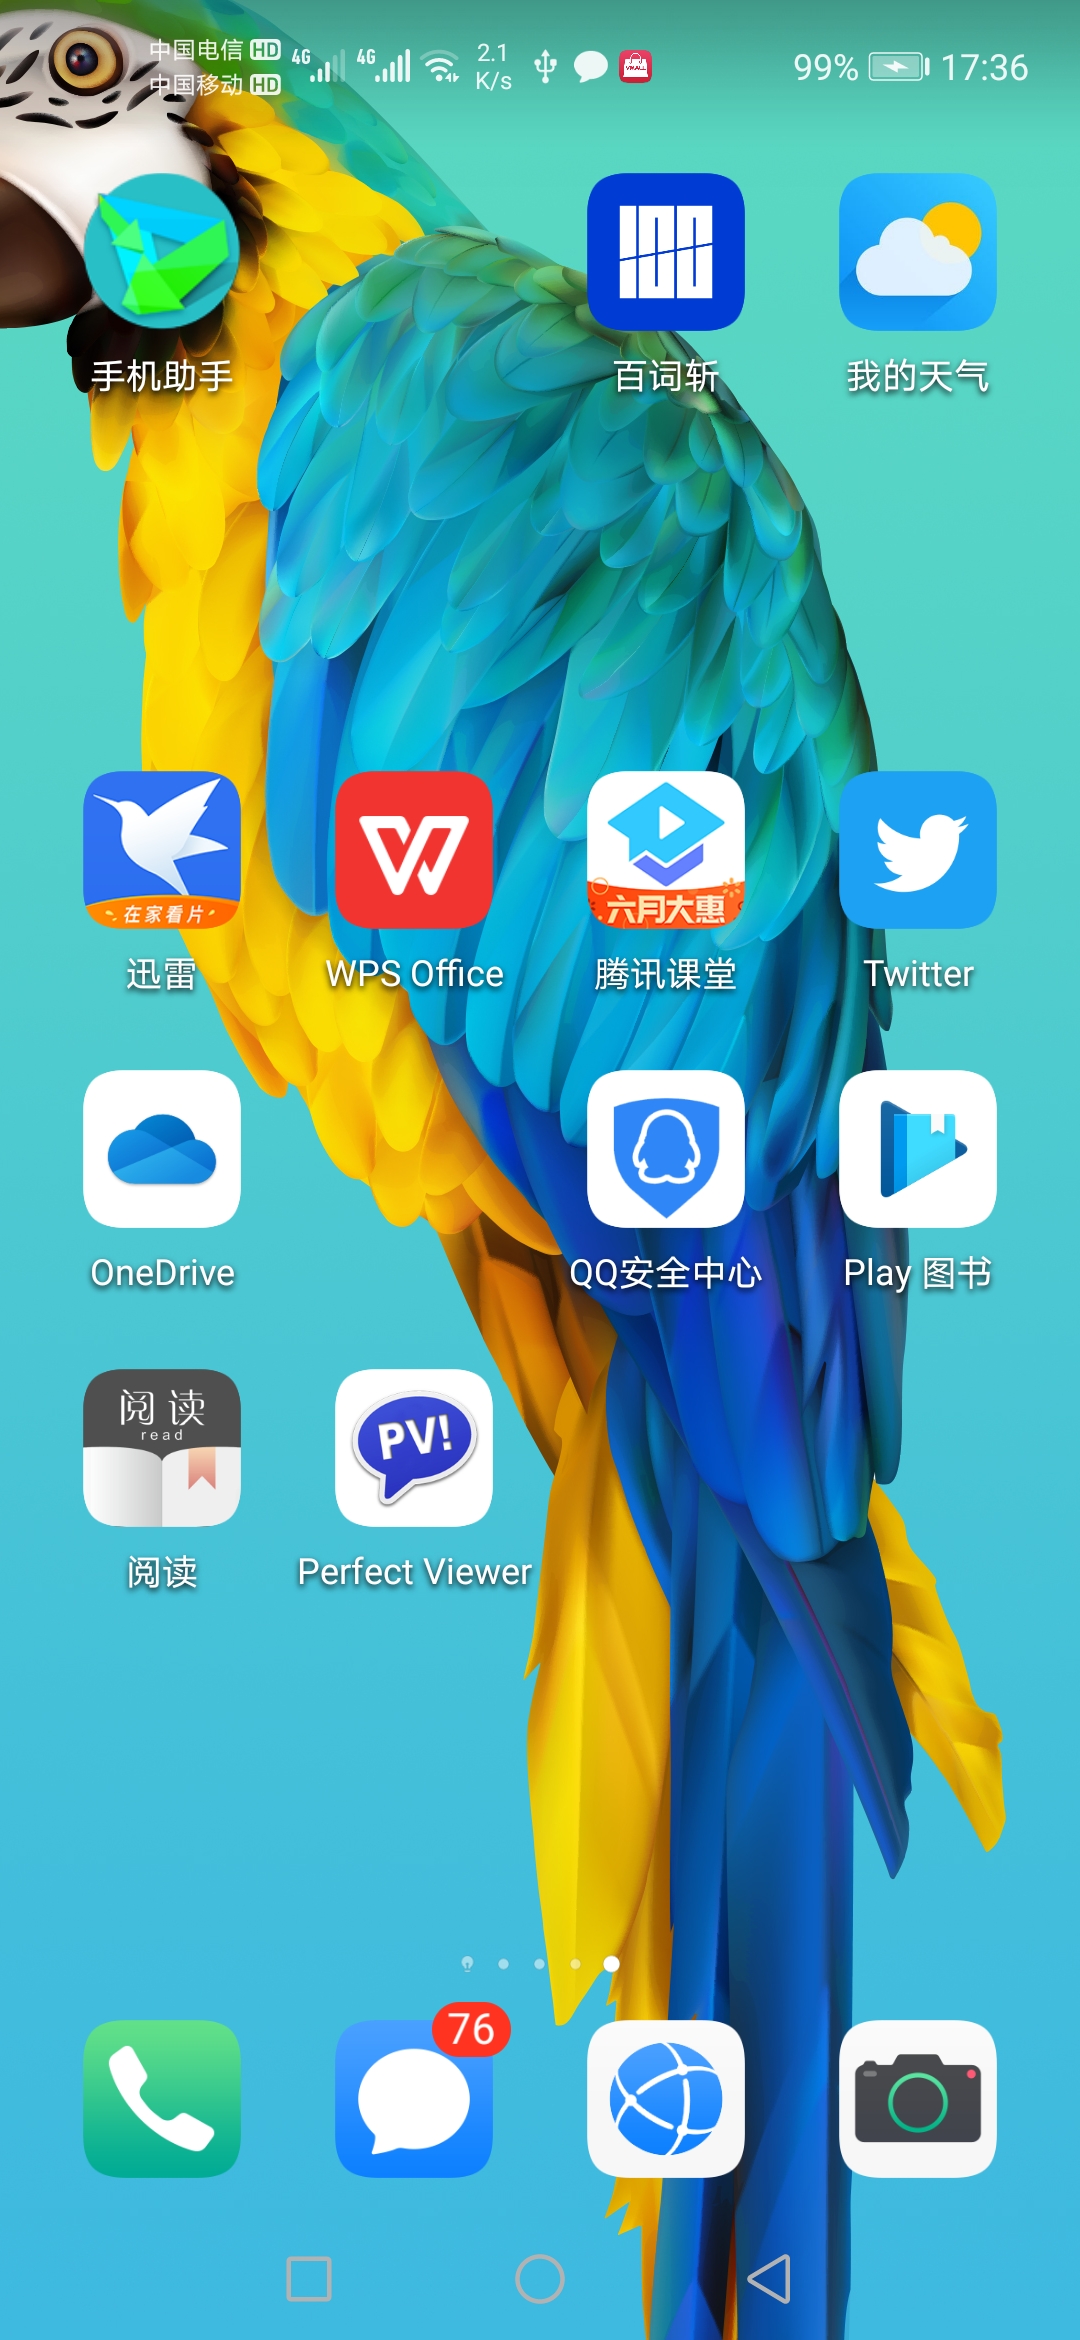 中国电信 HD
中国移动 HD
4G
4G
2.1
K/s
VMALL
99%
17:36
手机助手
百词斩
我的天气
在家看片
六月大惠
迅雷
WPS Office
腾讯课堂
Twitter
OneDrive
QQ安全中心
Play 图书
阅读
read
PV!
阅读
Perfect Viewer
76